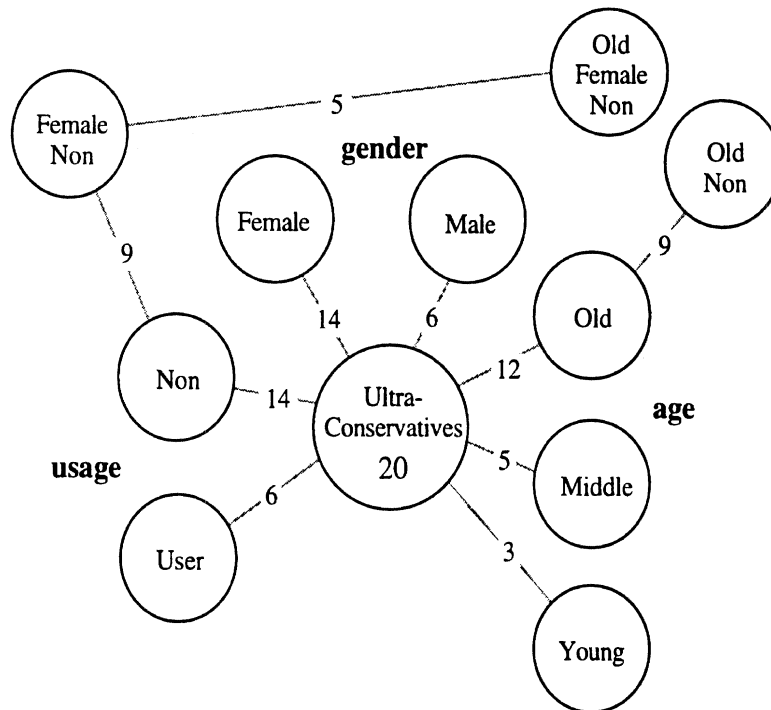 Old
Female
Non
5
Female
Non
Old
Non
gender
Female
Male
9
9
14
6
Old
Non
14
12
Ultra-
Conservatives
20
age
usage
5
Middle
6
User
3
Young